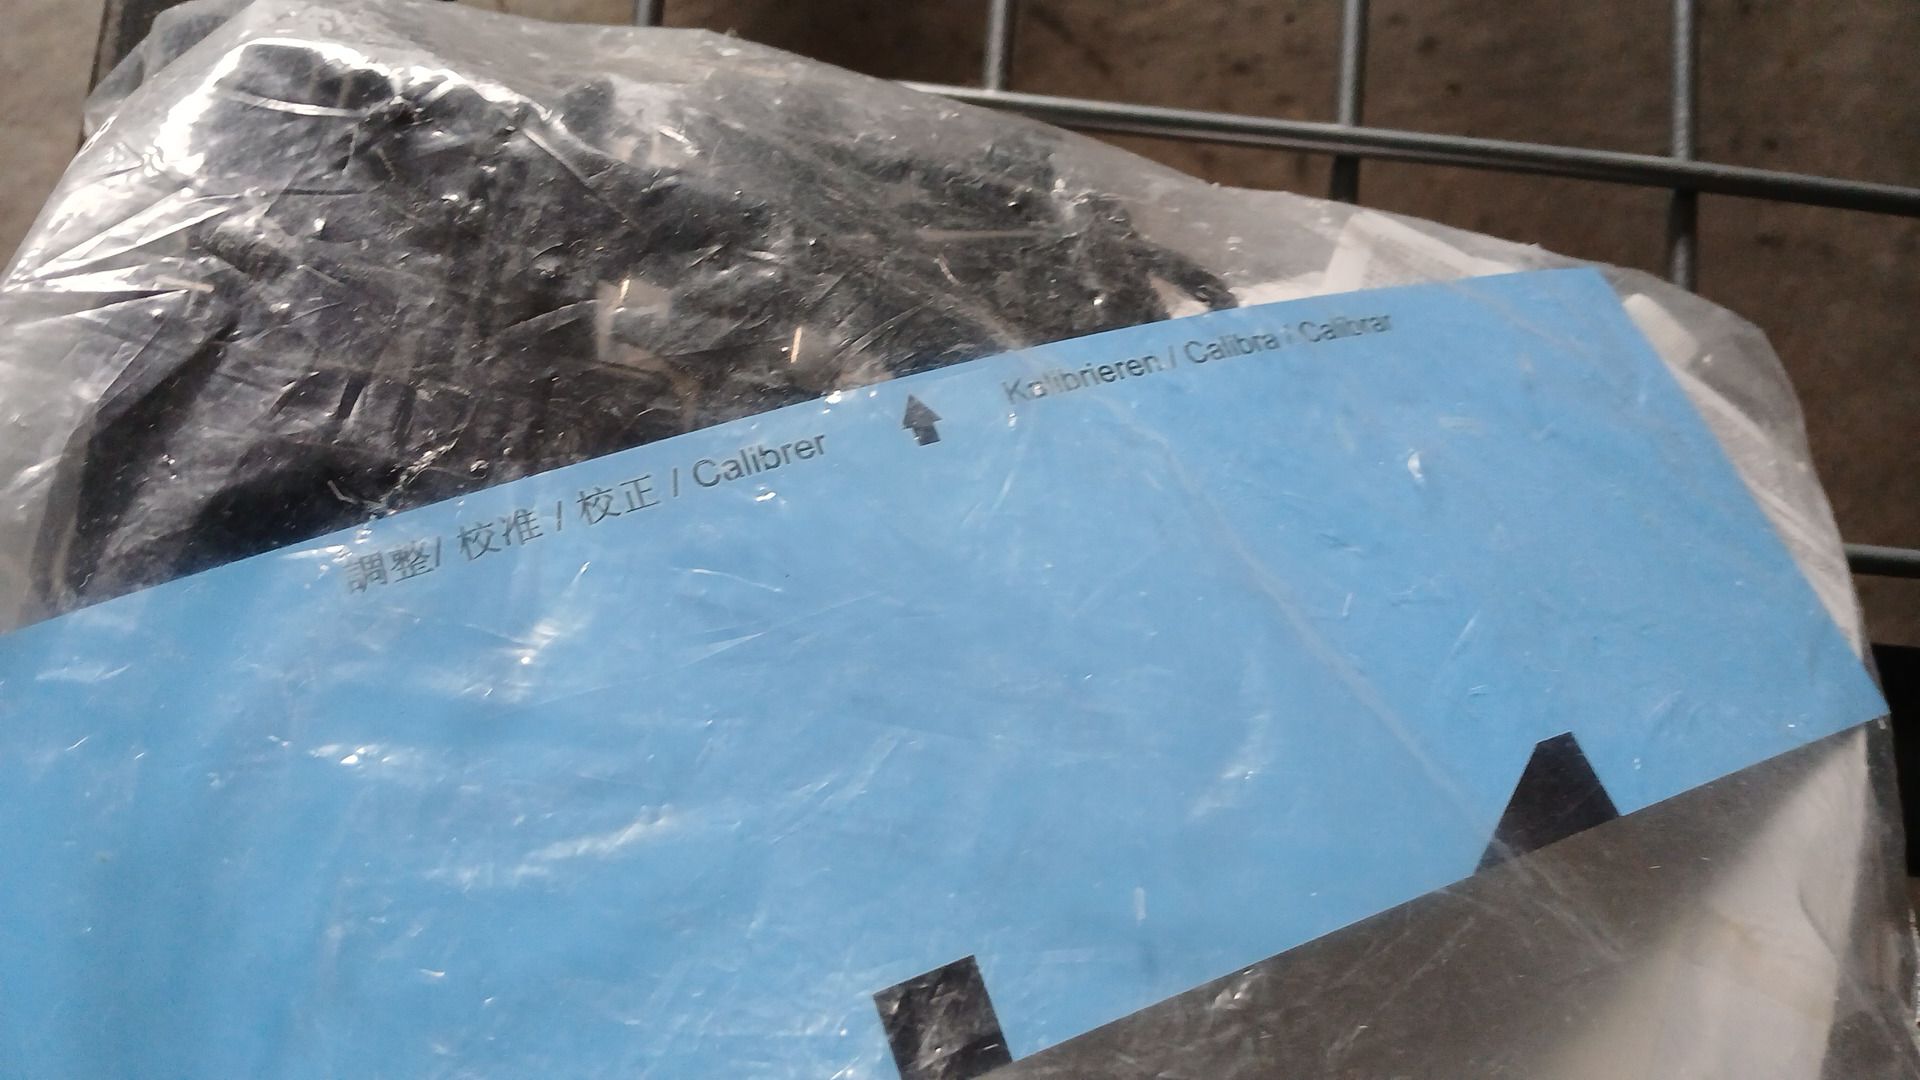 調整/ 校准 / 校正 / Calibrer ↑ Kalibrieren / Calibra / Calibrar